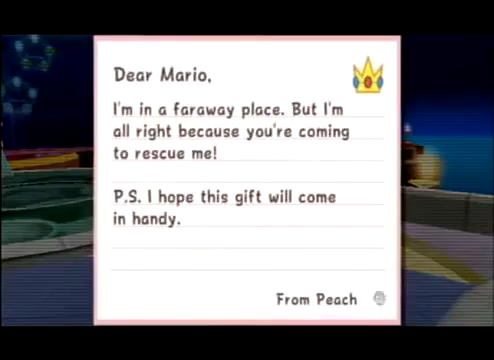 Dear Mario,
I'm in a faraway place. But I'm
all right because you're coming
to rescue me!
P.S. I hope this gift will come
in handy.
From Peach